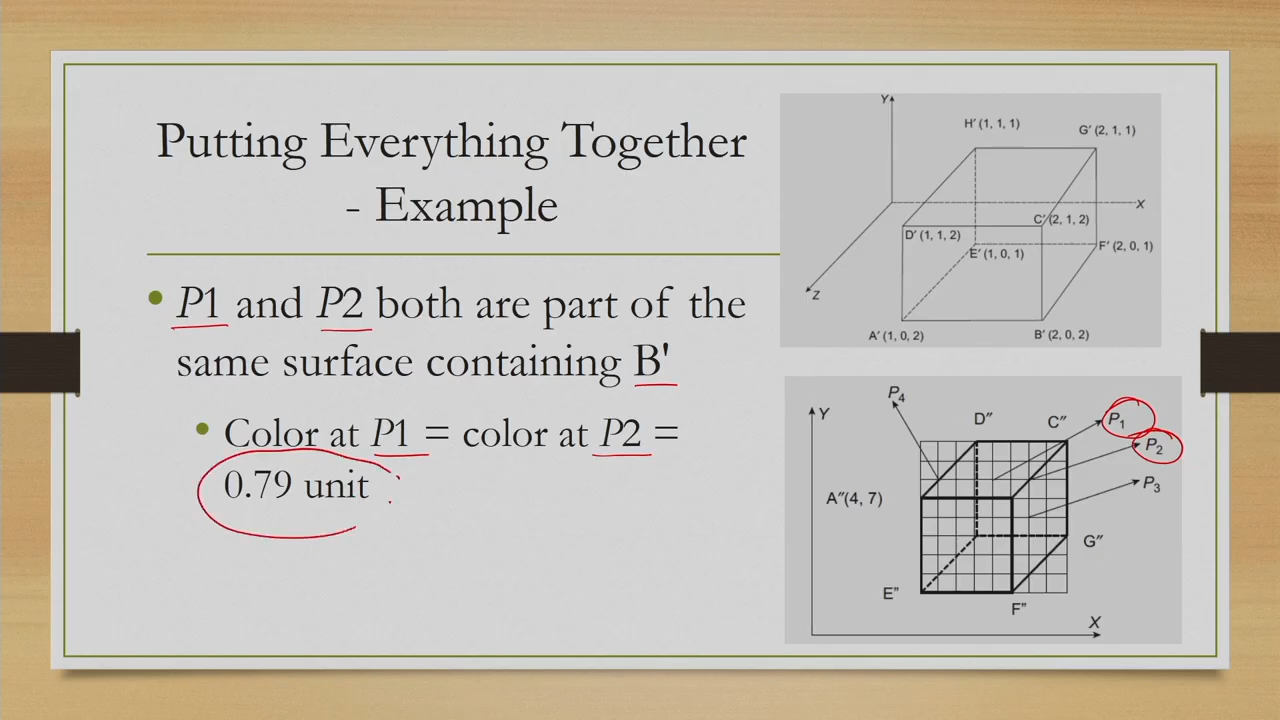 Putting Everything Together
- Example
• P1 and P2 both are part of the
same surface containing B'
• Color at P1 = color at P2 =
0.79 unit
Y
H′ (1, 1, 1)
G′ (2, 1, 1)
X
C′ (2, 1, 2)
D′ (1, 1, 2)
F′ (2, 0, 1)
E′ (1, 0, 1)
Z
A′ (1, 0, 2)
B′ (2, 0, 2)
P4
Y
D″
C″
P1
P2
P3
A″(4, 7)
G″
E”
F”
X